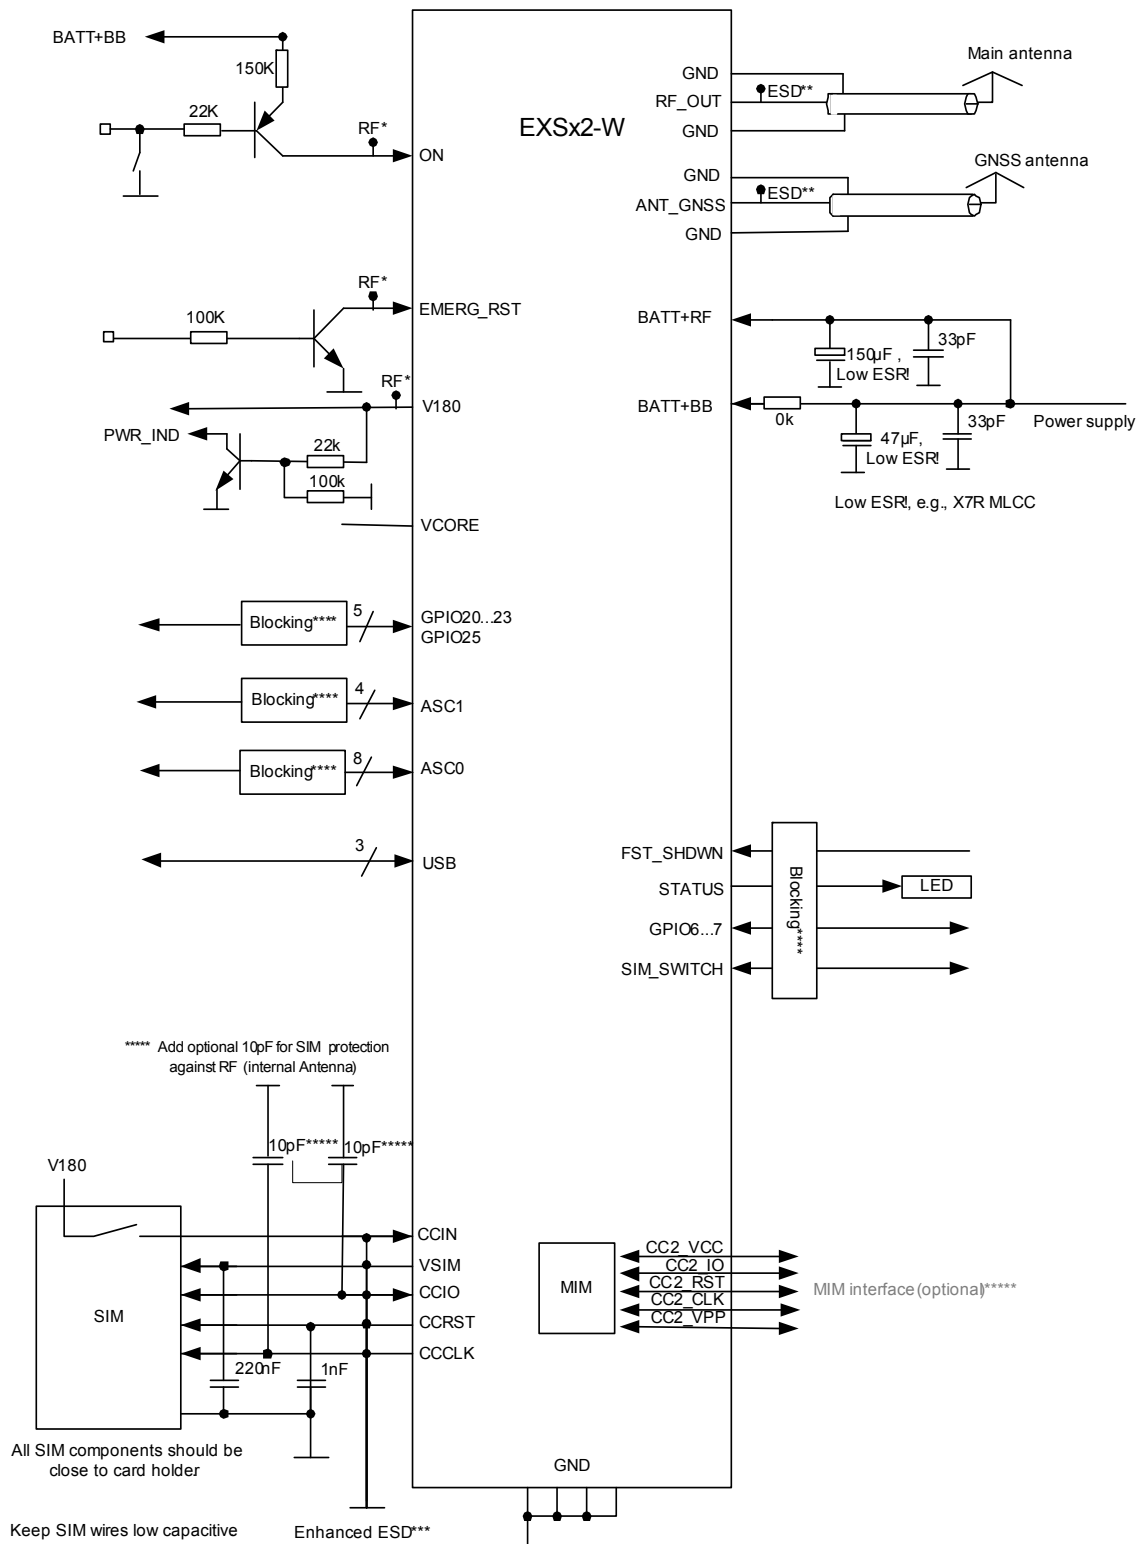 BATT+BB
150K
22K
RF*
ON
EXSx2-W
GND
RF_OUT
GND
ESD**
Main antenna
GND
ANT_GNSS
GND
ESD**
GNSS antenna
RF*
100K
EMERG_RST
RF*
V180
PWR_IND
22k
100k
VCORE
BATT+RF
150µF ,
Low ESR!
33pF
BATT+BB
0k
47µF,
Low ESR!
33pF
Power supply
Low ESR!, e.g., X7R MLCC
Blocking****
5
GPIO20...23
GPIO25
Blocking****
4
ASC1
Blocking****
8
ASC0
3
USB
FST_SHDWN
STATUS
GPIO6...7
SIM_SWITCH
Blocking****
LED
***** Add optional 10pF for SIM protection
against RF (internal Antenna)
10pF*****
10pF*****
V180
SIM
CCIN
VSIM
CCIO
CCRST
CCCLK
220nF
1nF
MIM
CC2_VCC
CC2_IO
CC2_RST
CC2_CLK
CC2_VPP
MIM interface (optional)*****
All SIM components should be
close to card holder
GND
Keep SIM wires low capacitive
Enhanced ESD***